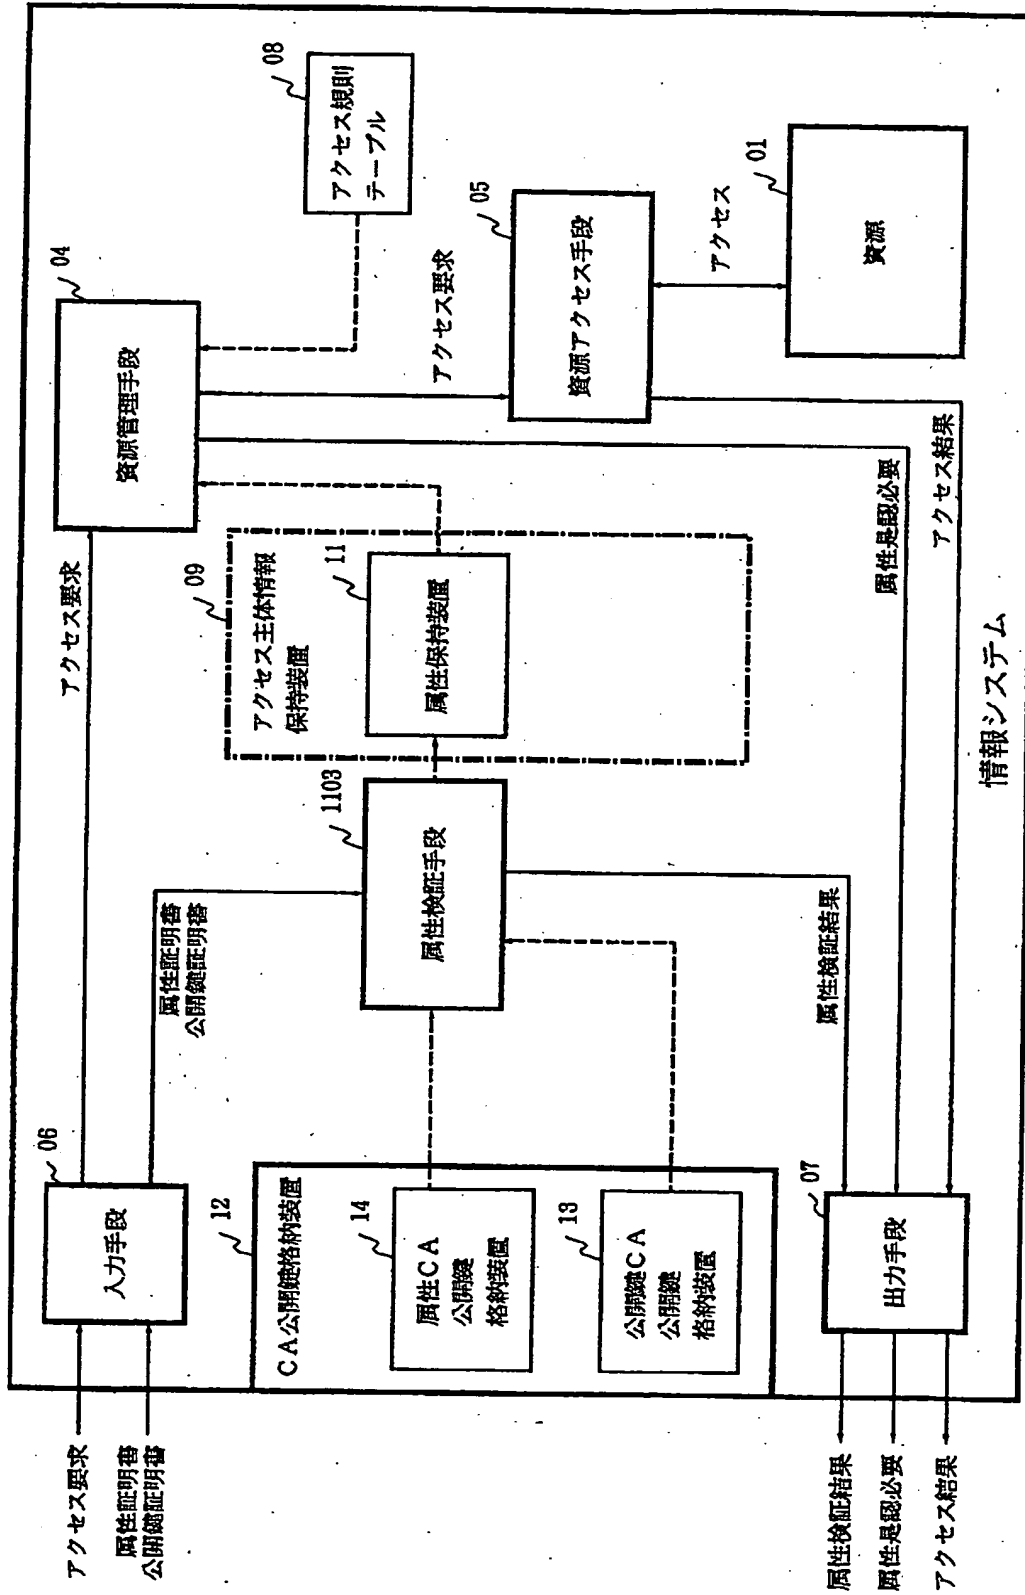 アクセス要求
属性証明書
公開鍵証明書
06
入力手段
アクセス要求
属性証明書
公開鍵証明書
04
資源管理手段
08
アクセス規則
テーブル
12
CA公開鍵格納装置
14
属性CA
公開鍵
格納装置
13
公開鍵CA
公開鍵
格納装置
1103
属性検証手段
09
アクセス主体情報
保持装置
11
属性保持装置
アクセス要求
05
資源アクセス手段
アクセス
01
資源
属性検証結果
属性是認必要
アクセス結果
07
出力手段
属性検証結果
属性是認必要
アクセス結果
情報システム